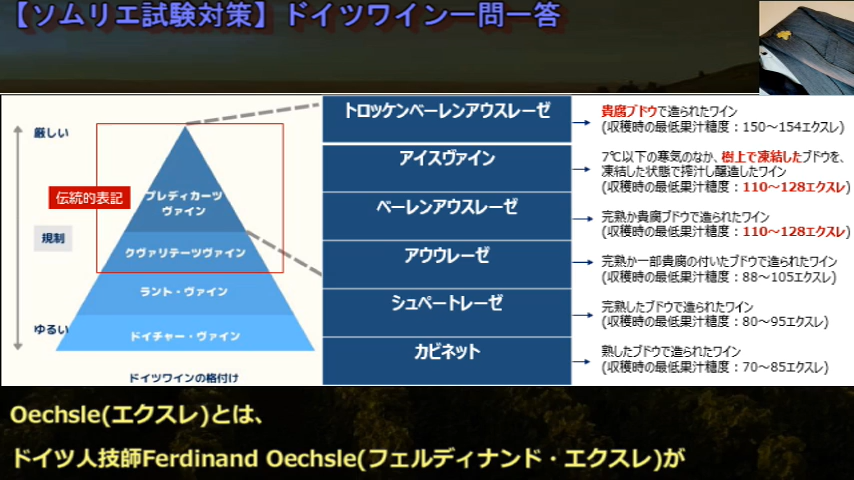 【ソムリエ試験対策】ドイツワイン一問一答
厳しい
伝統的表記
規制
ゆるい
プレディカーツ
ヴァイン
クヴァリテーツヴァイン
ラント・ヴァイン
ドイチャー・ヴァイン
ドイツワインの格付け
トロッケンベーレンアウスレーゼ
貴腐ブドウで造られたワイン
(収穫時の最低果汁糖度：150～154エクスレ)
アイスヴァイン
7℃以下の寒気のなか、樹上で凍結したブドウを、
凍結した状態で搾汁し醸造したワイン
(収穫時の最低果汁糖度：110～128エクスレ)
ベーレンアウスレーゼ
完熟か貴腐ブドウで造られたワイン
(収穫時の最低果汁糖度：110～128エクスレ)
アウウレーゼ
完熟か一部貴腐の付いたブドウで造られたワイン
(収穫時の最低果汁糖度：88～105エクスレ)
シュペートレーゼ
完熟したブドウで造られたワイン
(収穫時の最低果汁糖度：80～95エクスレ)
カビネット
熟したブドウで造られたワイン
(収穫時の最低果汁糖度：70～85エクスレ)
Oechsle(エクスレ)とは、
ドイツ人技師Ferdinand Oechsle(フェルディナンド・エクスレ)が